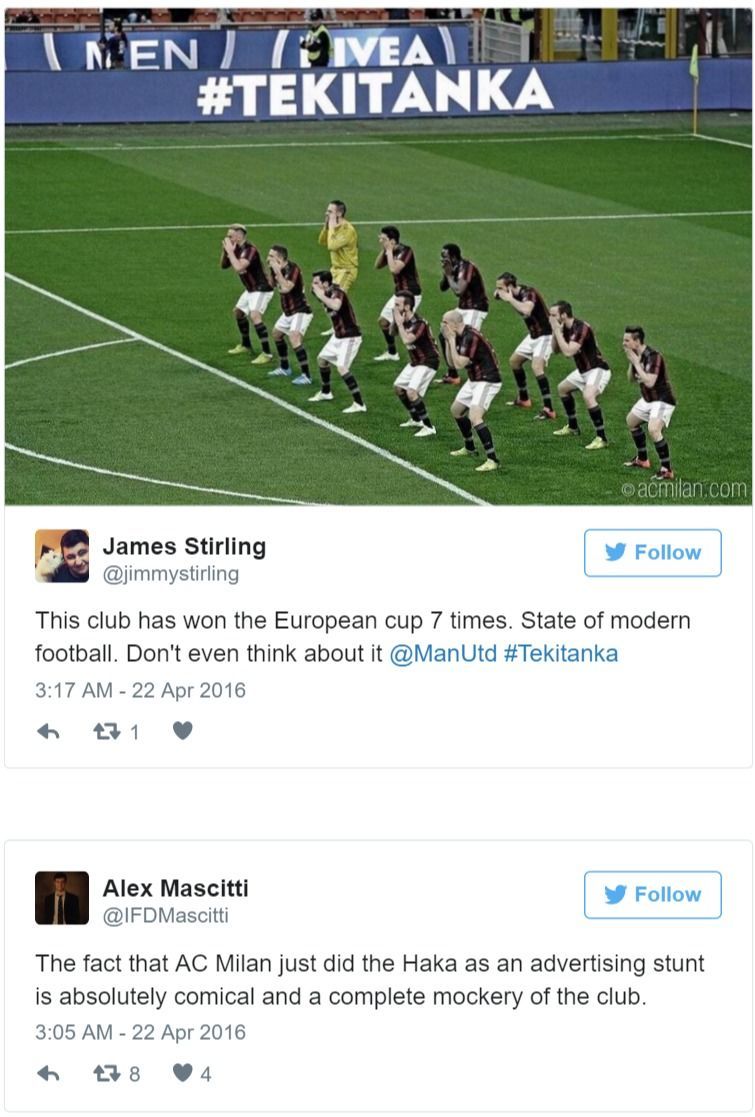 MEN
NIVEA
#TEKITANKA
©acmilan.com
James Stirling
@jimmystirling
Follow
This club has won the European cup 7 times. State of modern
football. Don't even think about it @ManUtd #Tekitanka
3:17 AM - 22 Apr 2016
1
Alex Mascitti
@IFDMascitti
Follow
The fact that AC Milan just did the Haka as an advertising stunt
is absolutely comical and a complete mockery of the club.
3:05 AM - 22 Apr 2016
8 4